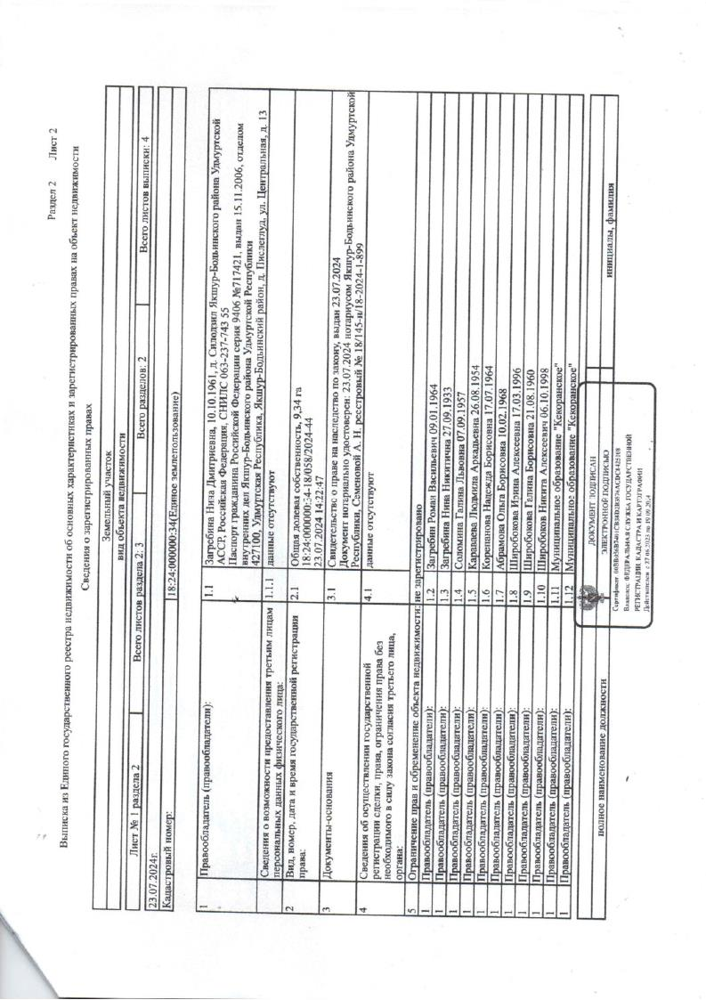 Раздел 2 Лист 2
Выписка из Единого государственного реестра недвижимости об основных характеристиках и зарегистрированных правах на объект недвижимости
Сведения о зарегистрированных правах
Земельный участок
вид объекта недвижимости
Лист № 1 раздела 2 Всего листов раздела 2: 3 Всего разделов: 2 Всего листов выписки: 4
23.07.2024г.
Кадастровый номер: 18:24:000000:34(Единое землепользование)
1 Правообладатель (правообладатели): 1.1 Загребина Нина Дмитриевна, 10.10.1961, д. Силодзил Якшур-Бодьинского района Удмуртской
АССР, Российская Федерация, СНИЛС 063-237-743 55
Паспорт гражданина Российской Федерации серия 9406 №717421, выдан 15.11.2006, отделом
внутренних дел Якшур-Бодьинского района Удмуртской Республики
427100, Удмуртская Республика, Якшур-Бодьинский район, д. Пислеглуд, ул. Центральная, д. 13
Сведения о возможности предоставления третьим лицам 1.1.1 данные отсутствуют
персональных данных физического лица:
2 Вид, номер, дата и время государственной регистрации 2.1 Общая долевая собственность, 9,34 га
права: 18:24:000000:34-18/058/2024-44
23.07.2024 14:22:47
3 Документы-основания 3.1 Свидетельство о праве на наследство по закону, выдан 23.07.2024
Документ нотариально удостоверен: 23.07.2024 нотариусом Якшур-Бодьинского района Удмуртской
Республики, Семеновой А. Н. реестровый № 18/145-н/18-2024-1-899
4 Сведения об осуществлении государственной 4.1 данные отсутствуют
регистрации сделки, права, ограничения права без
необходимого в силу закона согласия третьего лица,
органа:
5 Ограничение прав и обременение объекта недвижимости: не зарегистрировано
1 Правообладатель (правообладатели): 1.2 Загребин Роман Васильевич 09.01.1964
1 Правообладатель (правообладатели): 1.3 Загребина Нина Никитична 27.09.1933
1 Правообладатель (правообладатели): 1.4 Соломина Галина Львовна 07.09.1957
1 Правообладатель (правообладатели): 1.5 Караваева Людмила Аркадьевна 26.08.1954
1 Правообладатель (правообладатели): 1.6 Корепанова Надежда Борисовна 17.07.1964
1 Правообладатель (правообладатели): 1.7 Абрамова Ольга Борисовна 10.02.1968
1 Правообладатель (правообладатели): 1.8 Широбокова Ирина Алексеевна 17.03.1996
1 Правообладатель (правообладатели): 1.9 Широбокова Галина Борисовна 21.08.1960
1 Правообладатель (правообладатели): 1.10 Широбоков Никита Алексеевич 06.10.1998
1 Правообладатель (правообладатели): 1.11 Муниципальное образование "Кекоранское"
1 Правообладатель (правообладатели): 1.12 Муниципальное образование "Кекоранское"
полное наименование должности инициалы, фамилия
ДОКУМЕНТ ПОДПИСАН
ЭЛЕКТРОННОЙ ПОДПИСЬЮ
Сертификат:
Владелец: ФЕДЕРАЛЬНАЯ СЛУЖБА ГОСУДАРСТВЕННОЙ
РЕГИСТРАЦИИ, КАДАСТРА И КАРТОГРАФИИ
Действителен: с 27.06.2023 по